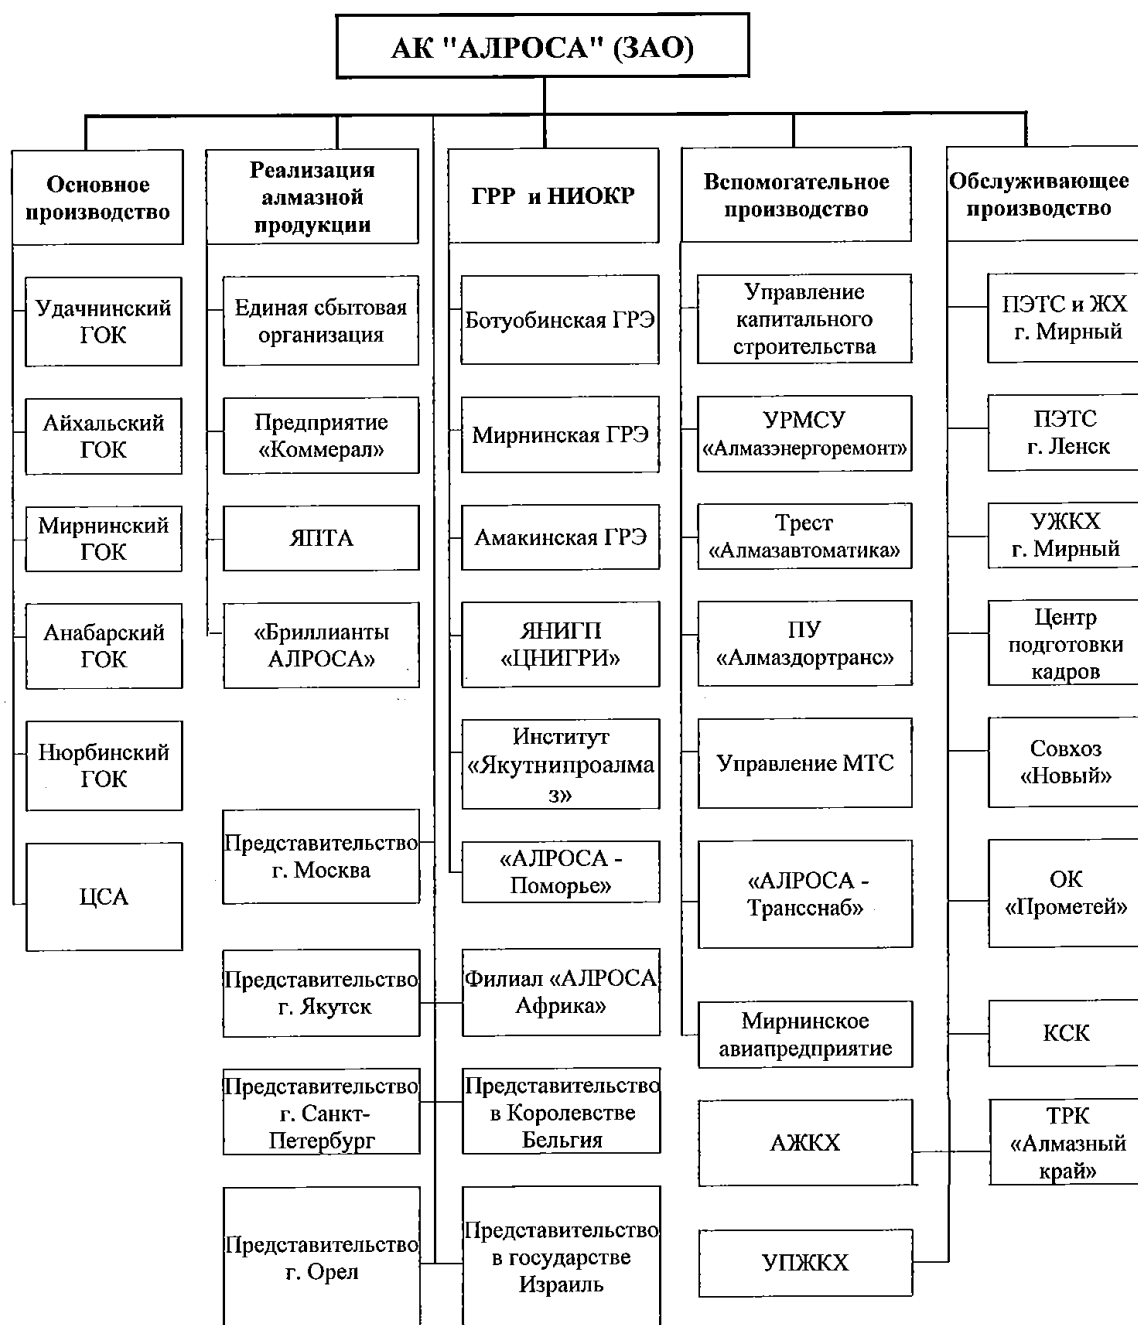 АК "АЛРОСА" (ЗАО)
Основное
производство
Реализация
алмазной
продукции
ГРР и НИОКР
Вспомогательное
производство
Обслуживающее
производство
Удачнинский
ГОК
Айхальский
ГОК
Мирнинский
ГОК
Анабарский
ГОК
Нюрбинский
ГОК
ЦСА
Единая сбытовая
организация
Предприятие
«Коммерал»
ЯПТА
«Бриллианты
АЛРОСА»
Представительство
г. Москва
Представительство
г. Якутск
Представительство
г. Санкт-
Петербург
Представительство
г. Орел
Ботуобинская ГРЭ
Мирнинская ГРЭ
Амакинская ГРЭ
ЯНИГП
«ЦНИГРИ»
Институт
«Якутнипроалма
з»
«АЛРОСА -
Поморье»
Филиал «АЛРОСА
Африка»
Представительство
в Королевстве
Бельгия
Представительство
в государстве
Израиль
Управление
капитального
строительства
УРМСУ
«Алмазэнергоремонт»
Трест
«Алмазавтоматика»
ПУ
«Алмаздортранс»
Управление МТС
«АЛРОСА -
Трансснаб»
Мирнинское
авиапредприятие
АЖКХ
УПЖКХ
ПЭТС и ЖХ
г. Мирный
ПЭТС
г. Ленск
УЖКХ
г. Мирный
Центр
подготовки
кадров
Совхоз
«Новый»
ОК
«Прометей»
КСК
ТРК
«Алмазный
край»